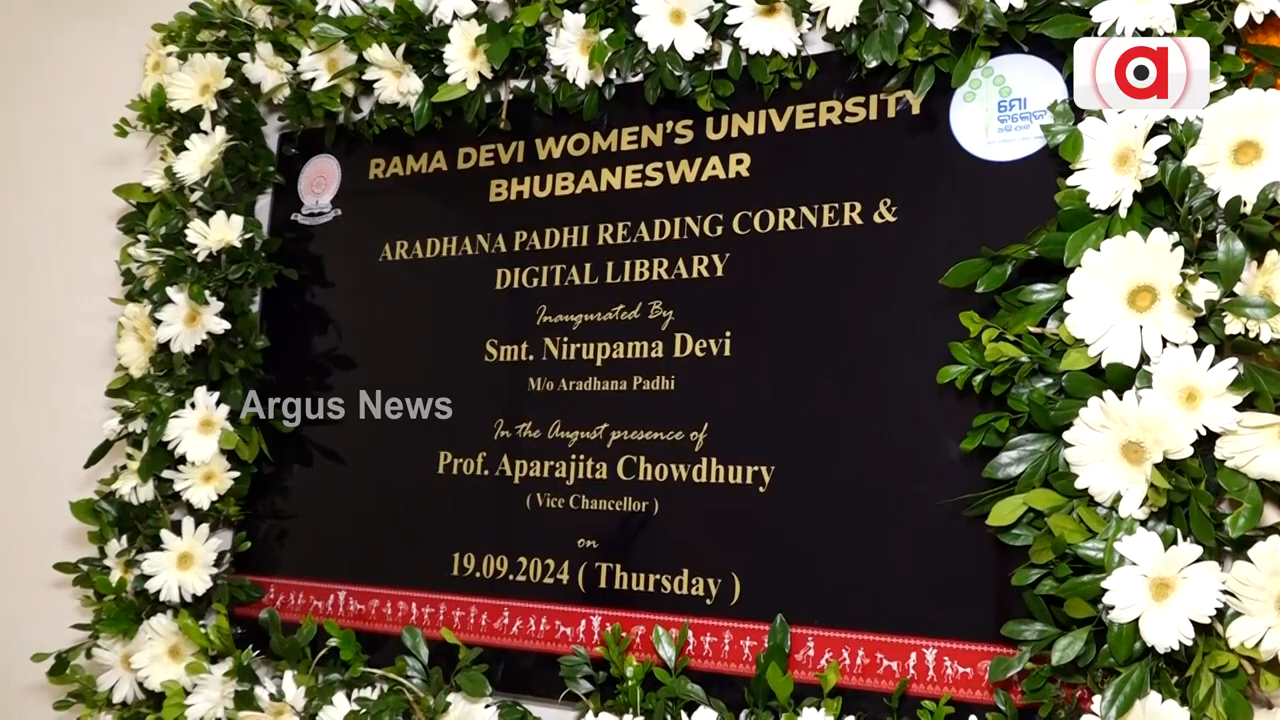 RAMA DEVI WOMEN'S UNIVERSITY
BHUBANESWAR
ମୋ
କଲେଜ
ARADHANA PADHI READING CORNER &
DIGITAL LIBRARY
Inaugurated By
Smt. Nirupama Devi
M/o Aradhana Padhi
Argus News
In the August presence of
Prof. Aparajita Chowdhury
( Vice Chancellor )
on
19.09.2024 ( Thursday )
a